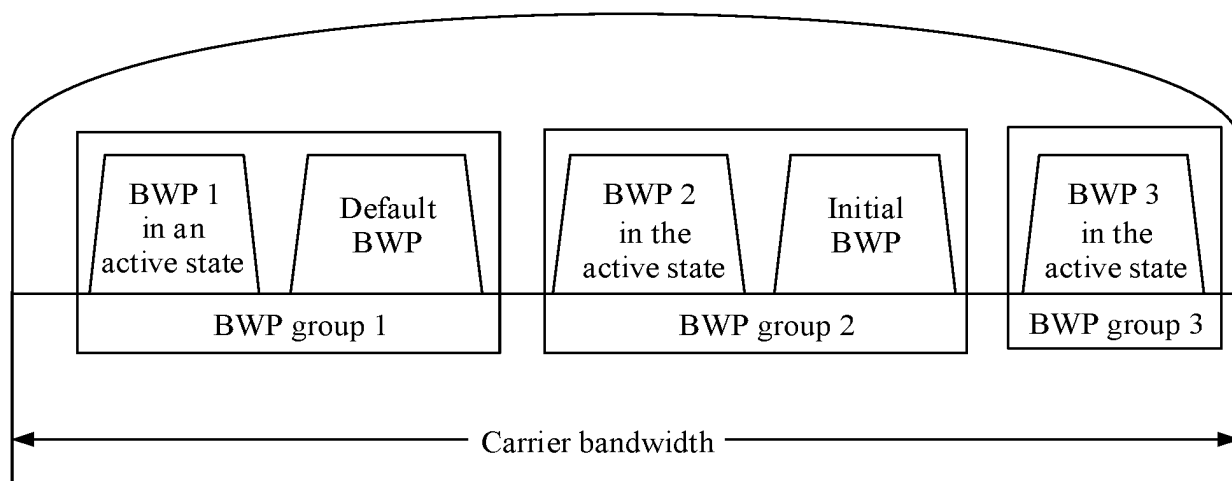 BWP 1
in an
active state
Default
BWP
BWP group 1
BWP 2
in the
active state
Initial
BWP
BWP group 2
BWP 3
in the
active state
BWP group 3
Carrier bandwidth